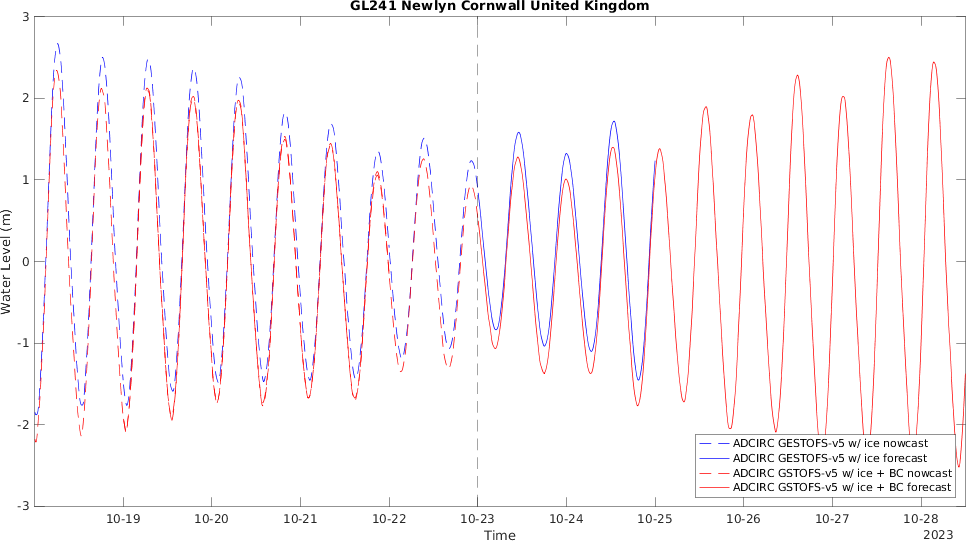 GL241 Newlyn Cornwall United Kingdom
3
2
1
0
-1
-2
-3
Water Level (m)
10-19
10-20
10-21
10-22
10-23
10-24
10-25
10-26
10-27
10-28
Time
2023
ADCIRC GESTOFS-v5 w/ ice nowcast
ADCIRC GESTOFS-v5 w/ ice forecast
ADCIRC GSTOFS-v5 w/ ice + BC nowcast
ADCIRC GSTOFS-v5 w/ ice + BC forecast